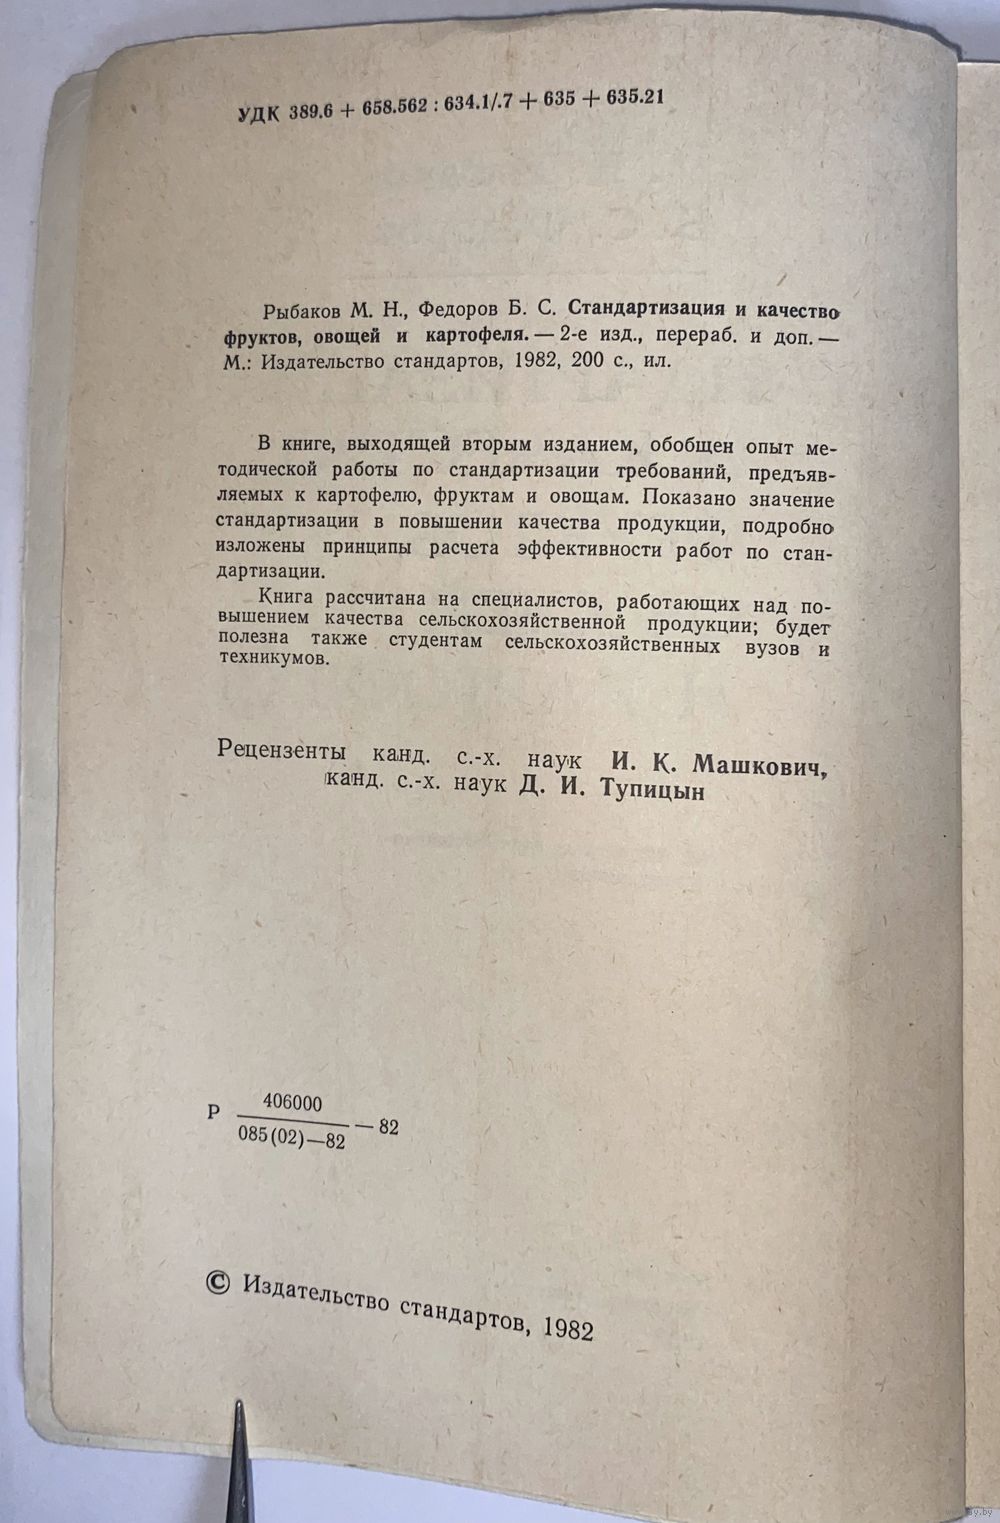 УДК 389.6 + 658.562 : 634.1/.7 + 635 + 635.21
Рыбаков М. Н., Федоров Б. С. Стандартизация и качество
фруктов, овощей и картофеля. — 2-е изд., перераб. и доп. —
М.: Издательство стандартов, 1982, 200 с., ил.
В книге, выходящей вторым изданием, обобщен опыт ме-
тодической работы по стандартизации требований, предъяв-
ляемых к картофелю, фруктам и овощам. Показано значение
стандартизации в повышении качества продукции, подробно
изложены принципы расчета эффективности работ по стан-
дартизации.
Книга рассчитана на специалистов, работающих над по-
вышением качества сельскохозяйственной продукции; будет
полезна также студентам сельскохозяйственных вузов и
техникумов.
Рецензенты канд. с.-х. наук И. К. Машкович,
канд. с.-х. наук Д. И. Тупицын
406000
Р — 82
085(02)—82
© Издательство стандартов, 1982